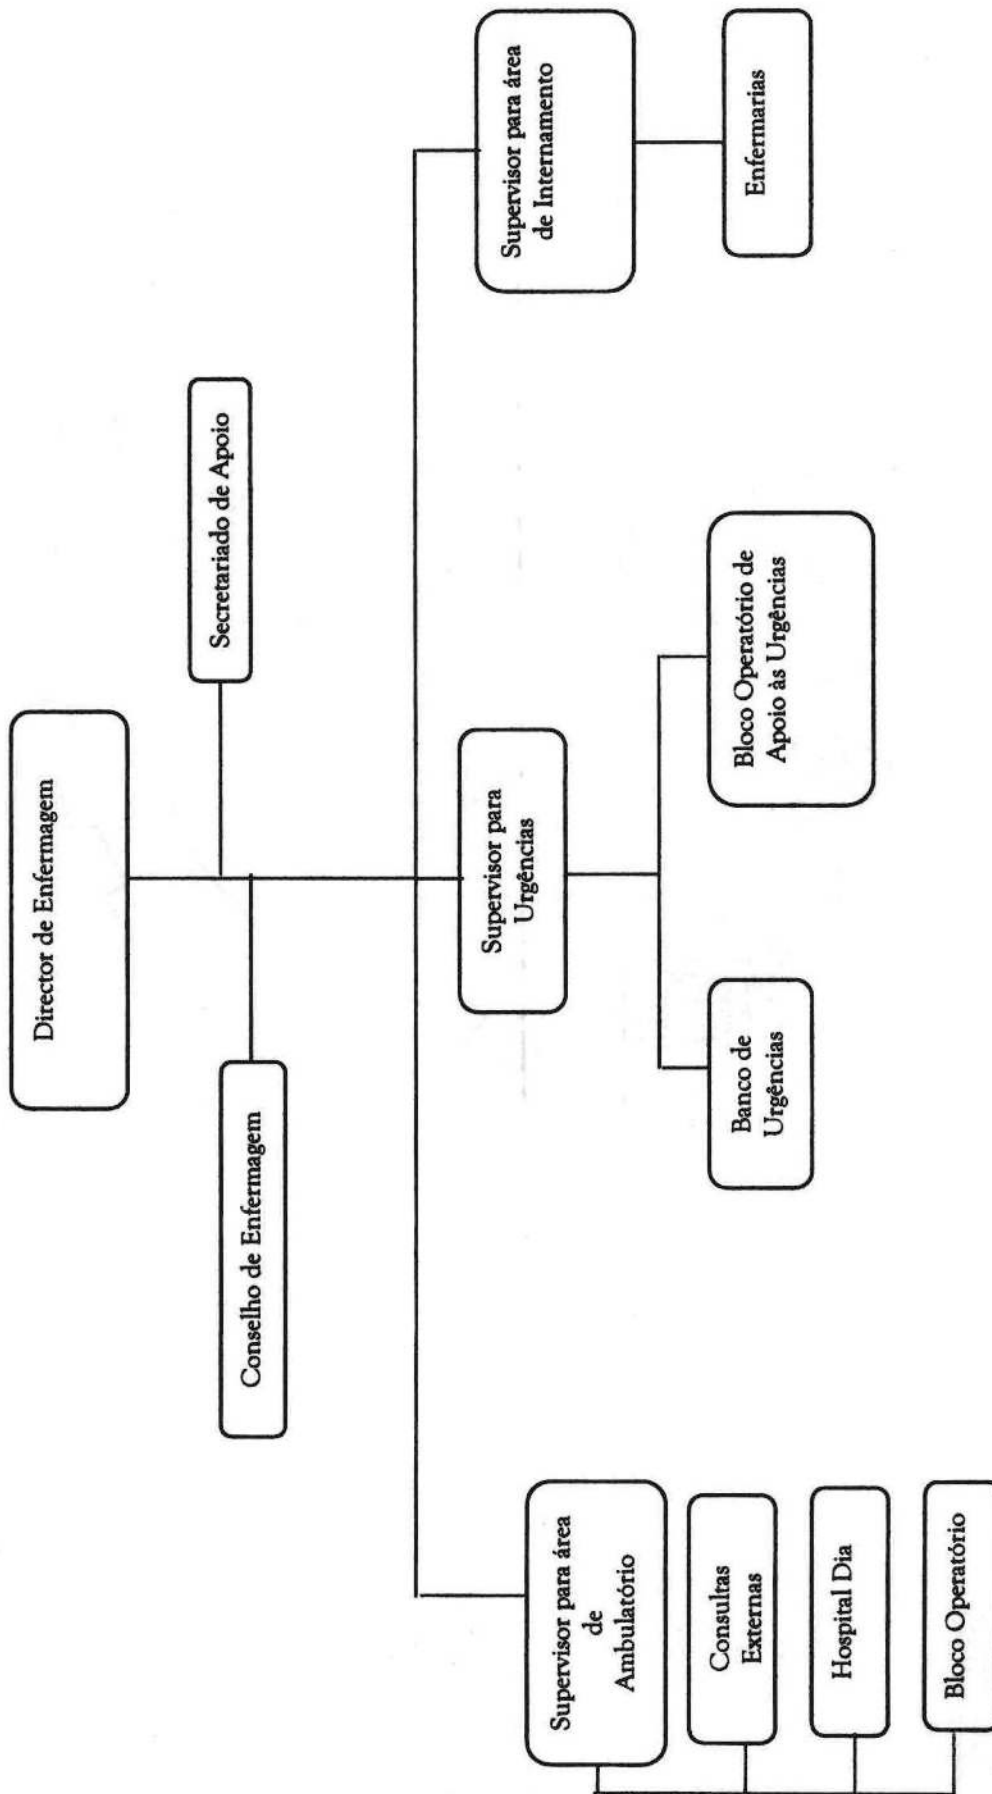 Director de Enfermagem
Secretariado de Apoio
Conselho de Enfermagem
Supervisor para área
de
Ambulatório
Consultas
Externas
Hospital Dia
Bloco Operatório
Supervisor para
Urgências
Banco de
Urgências
Bloco Operatório de
Apoio às Urgências
Supervisor para área
de Internamento
Enfermarias